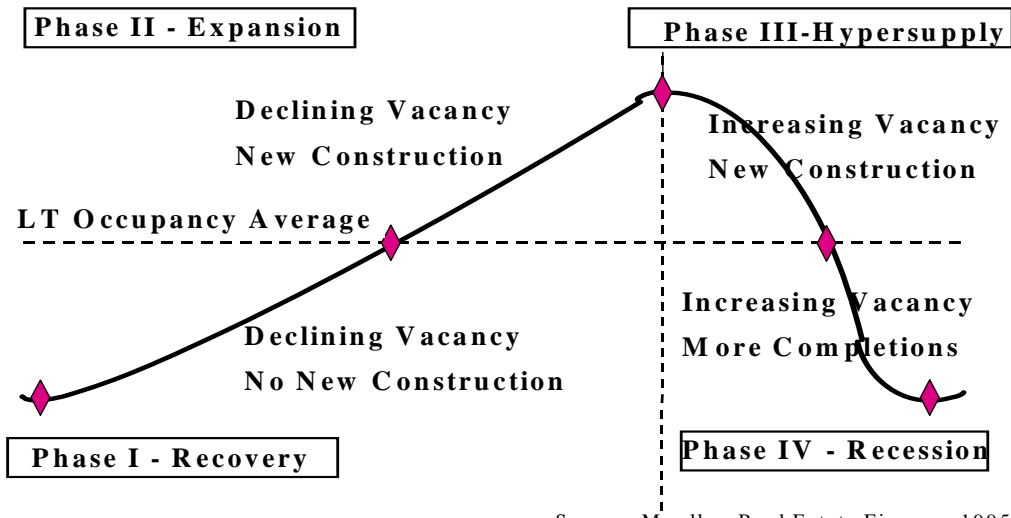 Phase II - Expansion
Phase III-Hypersupply
Declining Vacancy
New Construction
Increasing Vacancy
New Construction
LT Occupancy Average
Declining Vacancy
No New Construction
Increasing Vacancy
More Completions
Phase I - Recovery
Phase IV - Recession